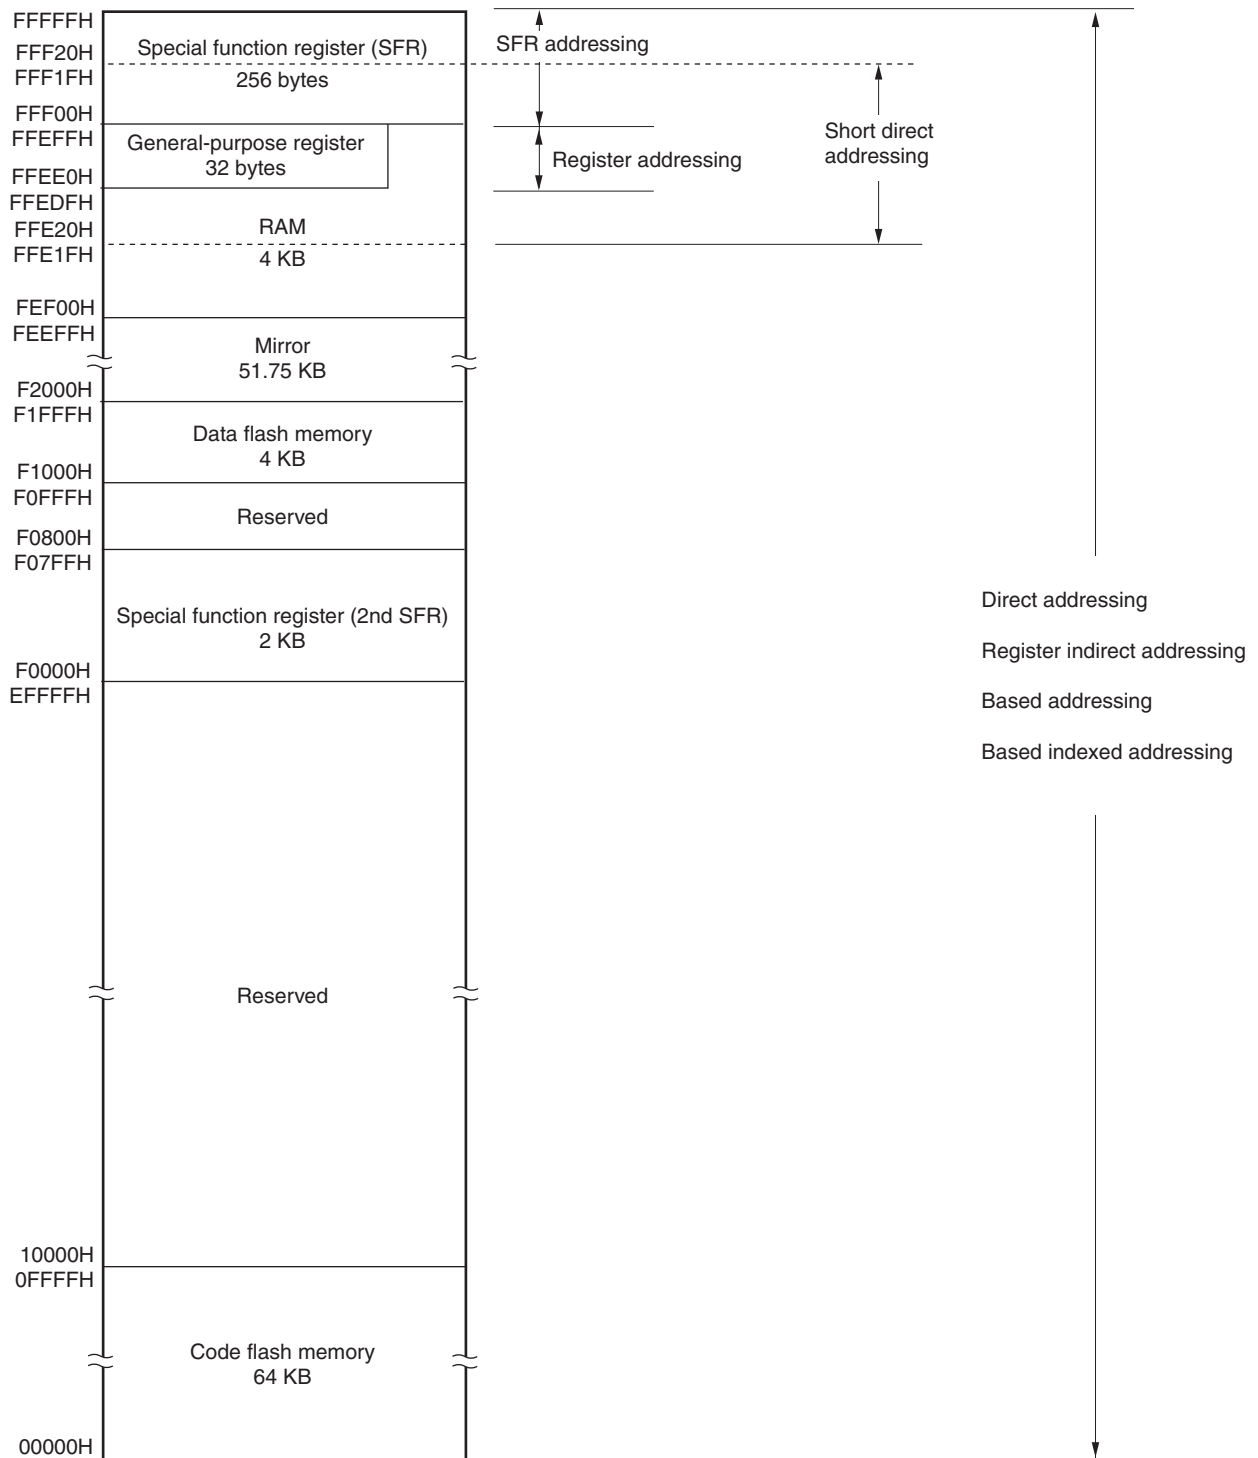 FFFFFH
SFR addressing
FFF20H
Special function register (SFR)
FFF1FH
256 bytes
FFF00H
FFEFFH
General-purpose register
32 bytes
Register addressing
Short direct
addressing
FFEE0H
FFEDFH
FFE20H
RAM
FFE1FH
4 KB
FEF00H
FEEFFH
Mirror
51.75 KB
F2000H
F1FFFH
Data flash memory
4 KB
F1000H
F0FFFH
Reserved
F0800H
F07FFH
Special function register (2nd SFR)
2 KB
F0000H
EFFFFH
Direct addressing
Register indirect addressing
Based addressing
Based indexed addressing
Reserved
10000H
0FFFFH
Code flash memory
64 KB
00000H